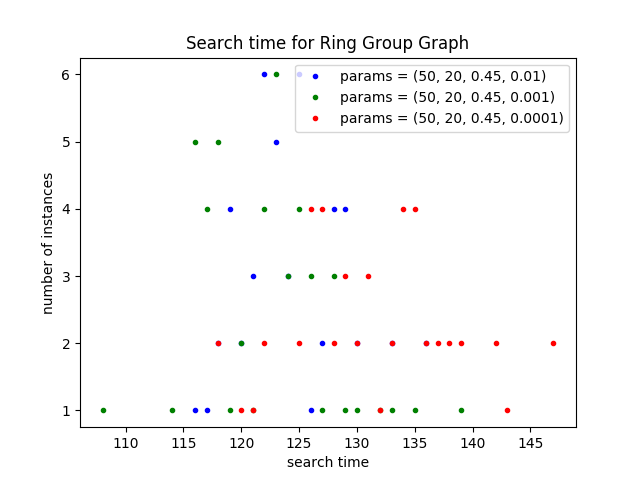 Search time for Ring Group Graph
params = (50, 20, 0.45, 0.01)
params = (50, 20, 0.45, 0.001)
params = (50, 20, 0.45, 0.0001)
number of instances
6
5
4
3
2
1
110 115 120 125 130 135 140 145
search time